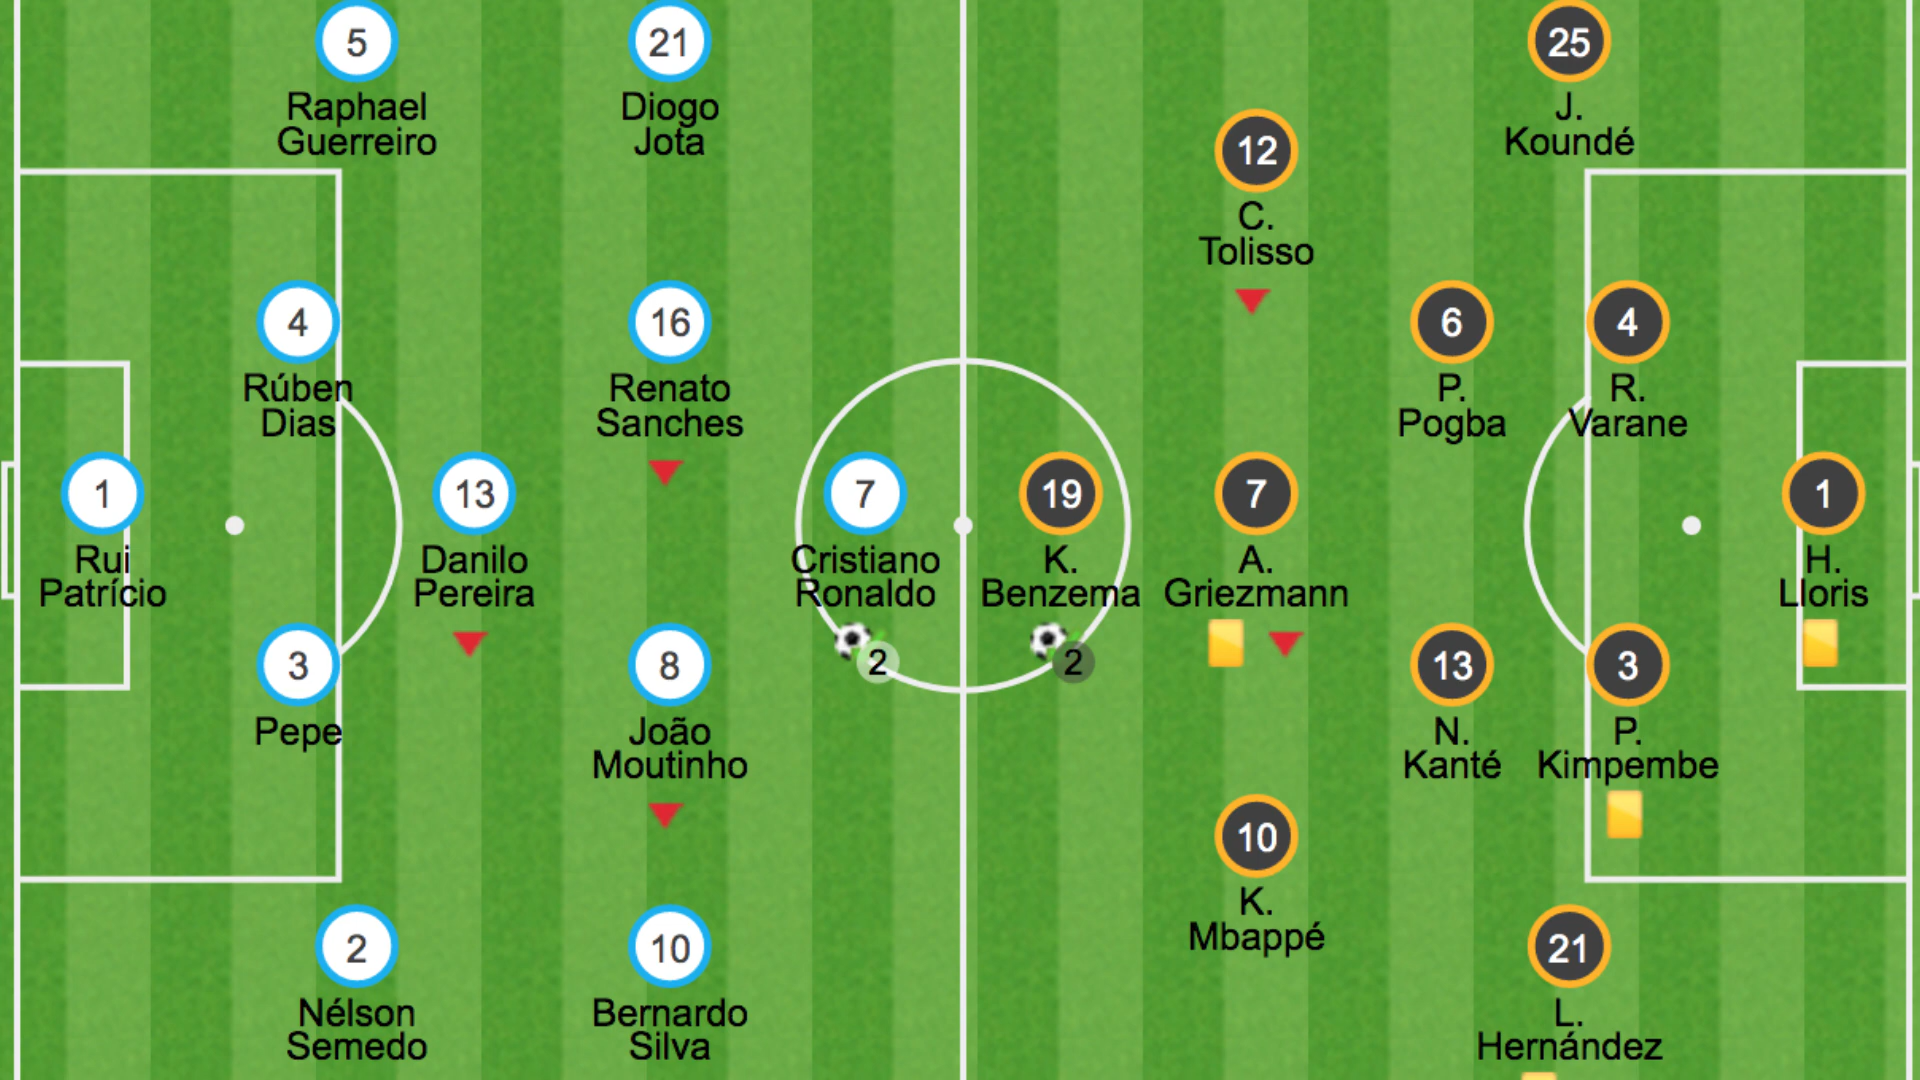 5
Raphael
Guerreiro
21
Diogo
Jota
25
J.
Koundé
12
C.
Tolisso
4
Rúben
Dias
16
Renato
Sanches
6
P.
Pogba
4
R.
Varane
1
Rui
Patrício
13
Danilo
Pereira
7
Cristiano
Ronaldo
2
19
K.
Benzema
2
7
A.
Griezmann
1
H.
Lloris
3
Pepe
8
João
Moutinho
13
N.
Kanté
3
P.
Kimpembe
10
K.
Mbappé
2
Nélson
Semedo
10
Bernardo
Silva
21
L.
Hernández